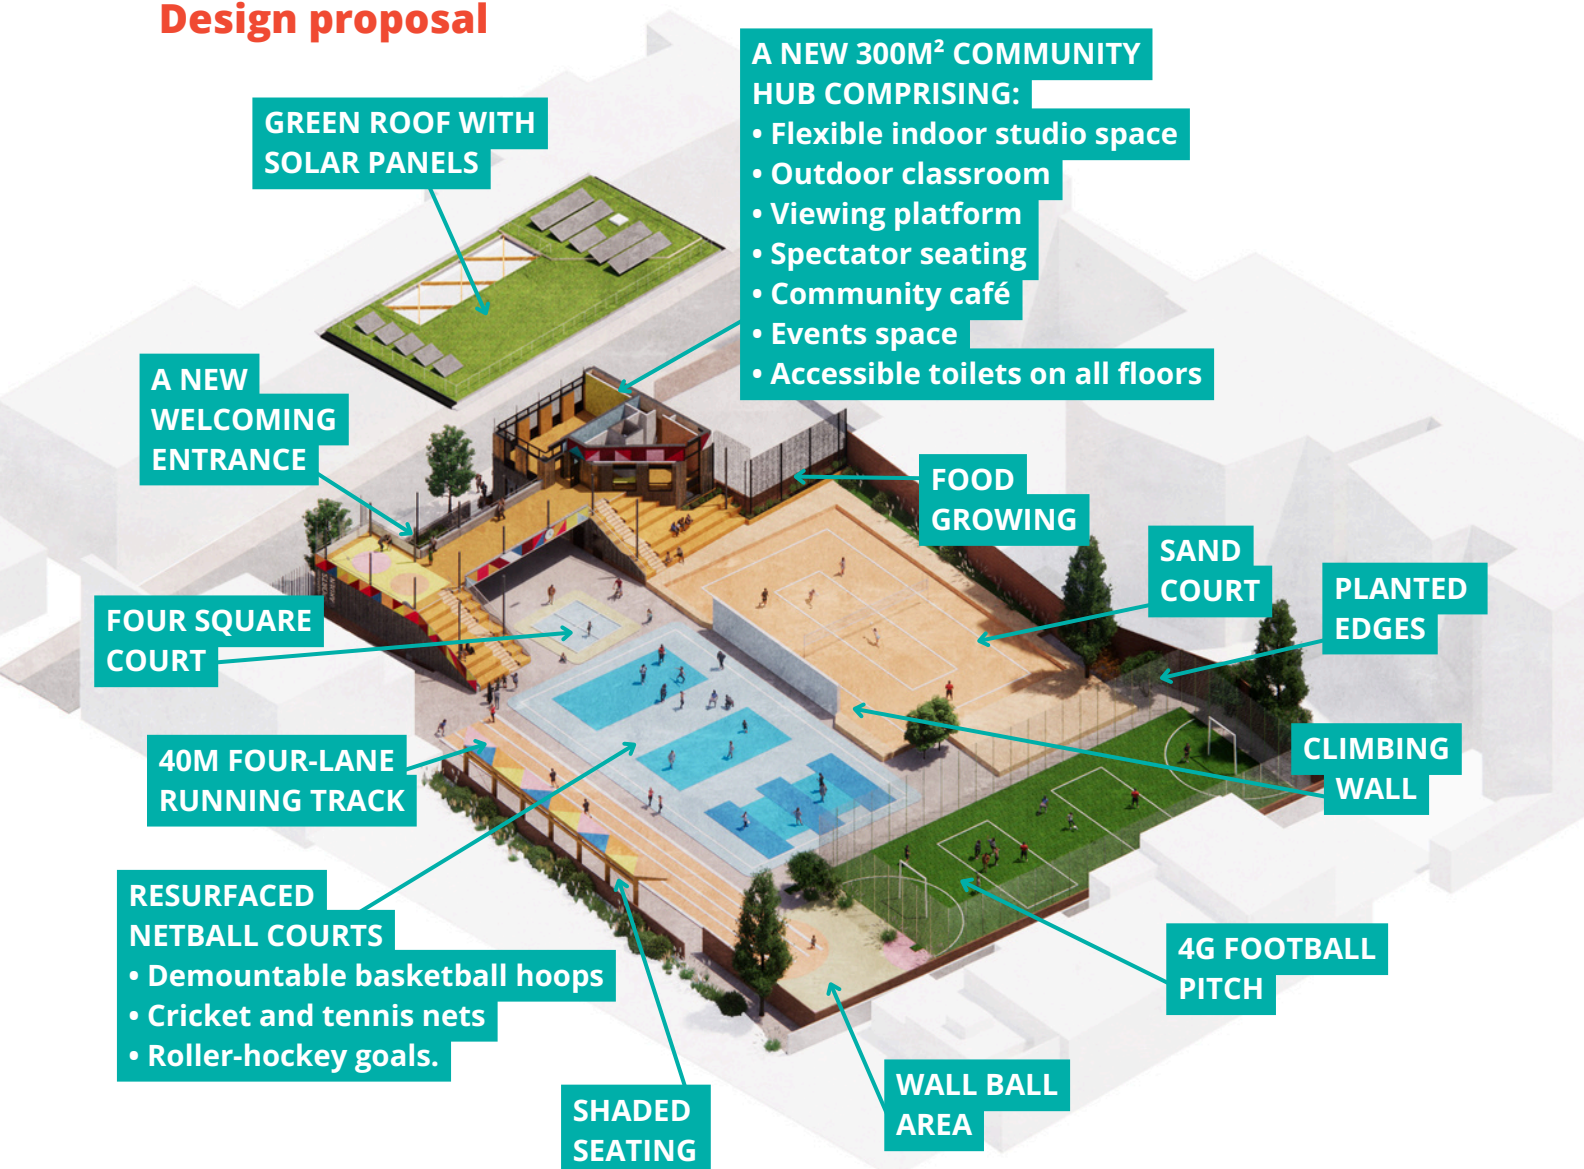 Design proposal
A NEW 300M² COMMUNITY
HUB COMPRISING:
• Flexible indoor studio space
• Outdoor classroom
• Viewing platform
• Spectator seating
• Community café
• Events space
• Accessible toilets on all floors
GREEN ROOF WITH
SOLAR PANELS
A NEW
WELCOMING
ENTRANCE
FOOD
GROWING
SAND
COURT
PLANTED
EDGES
FOUR SQUARE
COURT
40M FOUR-LANE
RUNNING TRACK
CLIMBING
WALL
RESURFACED
NETBALL COURTS
• Demountable basketball hoops
• Cricket and tennis nets
• Roller-hockey goals.
4G FOOTBALL
PITCH
SHADED
SEATING
WALL BALL
AREA